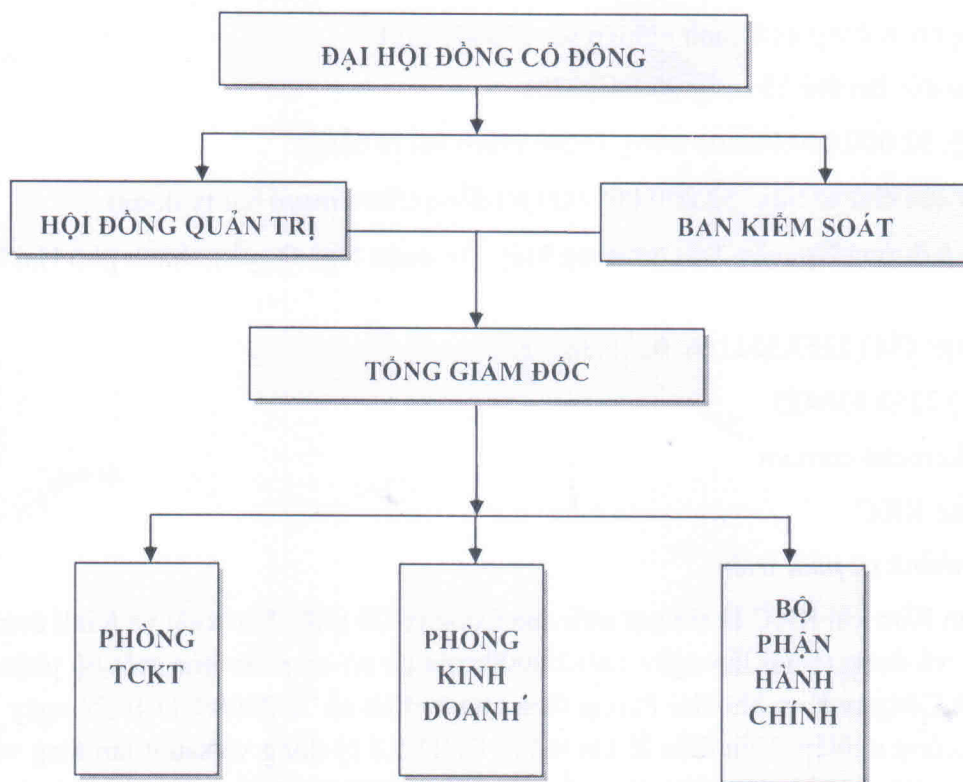 ĐẠI HỘI ĐỒNG CỔ ĐÔNG
HỘI ĐỒNG QUẢN TRỊ
BAN KIỂM SOÁT
TỔNG GIÁM ĐỐC
PHÒNG
TCKT
PHÒNG
KINH
DOANH
BỘ
PHẬN
HÀNH
CHÍNH